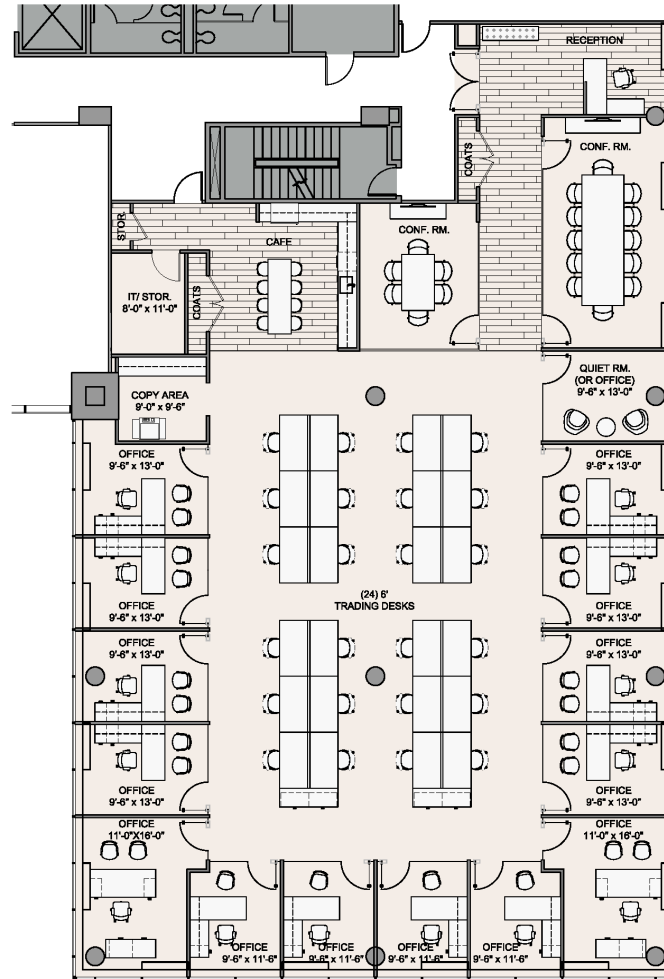 RECEPTION
CONF. RM.
COATS
STOR.
CAFE
CONF. RM.
IT/ STOR.
8'-0" x 11'-0"
COATS
QUIET RM.
(OR OFFICE)
9'-6" x 13'-0"
COPY AREA
9'-0" x 9'-6"
OFFICE
9'-6" x 13'-0"
OFFICE
9'-6" x 13'-0"
(24) 6'
TRADING DESKS
OFFICE
9'-6" x 13'-0"
OFFICE
9'-6" x 13'-0"
OFFICE
9'-6" x 13'-0"
OFFICE
9'-6" x 13'-0"
OFFICE
9'-6" x 13'-0"
OFFICE
9'-6" x 13'-0"
OFFICE
11'-0"X16'-0"
OFFICE
11'-0" x 16'-0"
OFFICE
9'-6" x 11'-6"
OFFICE
9'-6" x 11'-6"
OFFICE
9'-6" x 11'-6"
OFFICE
9'-6" x 11'-6"